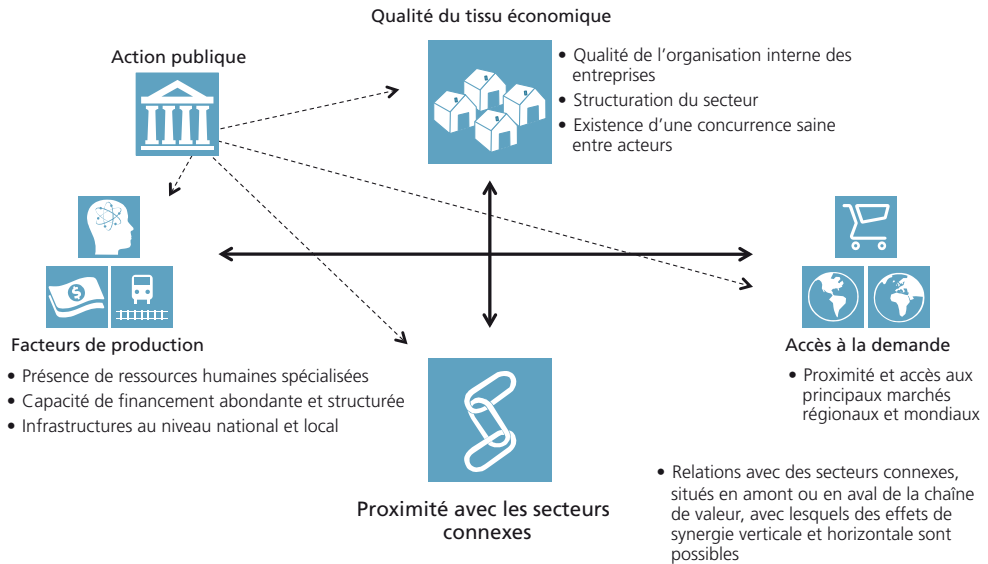 Qualité du tissu économique
• Qualité de l'organisation interne des
entreprises
• Structuration du secteur
• Existence d'une concurrence saine
entre acteurs
Action publique
$
Facteurs de production
• Présence de ressources humaines spécialisées
• Capacité de financement abondante et structurée
• Infrastructures au niveau national et local
Accès à la demande
• Proximité et accès aux
principaux marchés
régionaux et mondiaux
Proximité avec les secteurs
connexes
• Relations avec des secteurs connexes,
situés en amont ou en aval de la chaîne
de valeur, avec lesquels des effets de
synergie verticale et horizontale sont
possibles